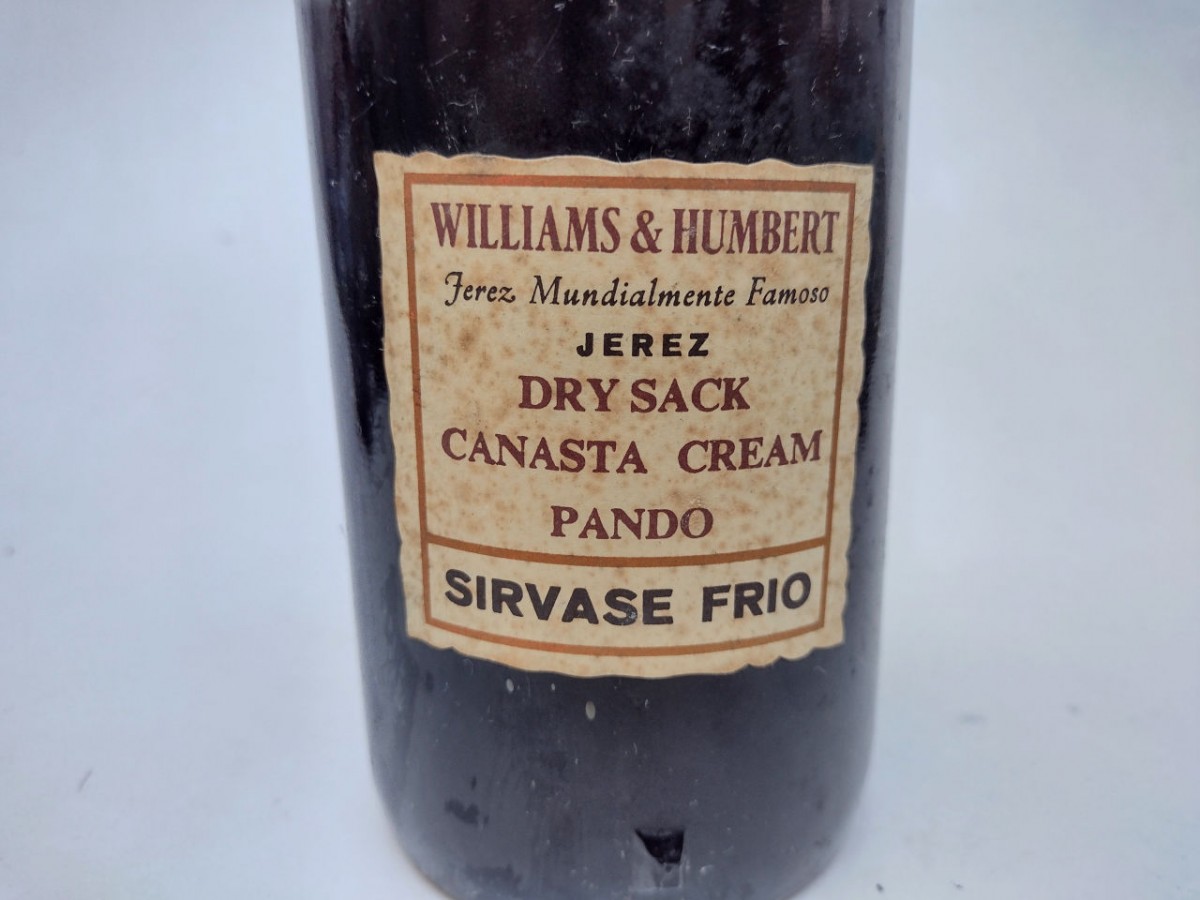 WILLIAMS & HUMBERT
Jerez Mundialmente Famoso
JEREZ
DRY SACK
CANASTA CREAM
PANDO
SIRVASE FRIO